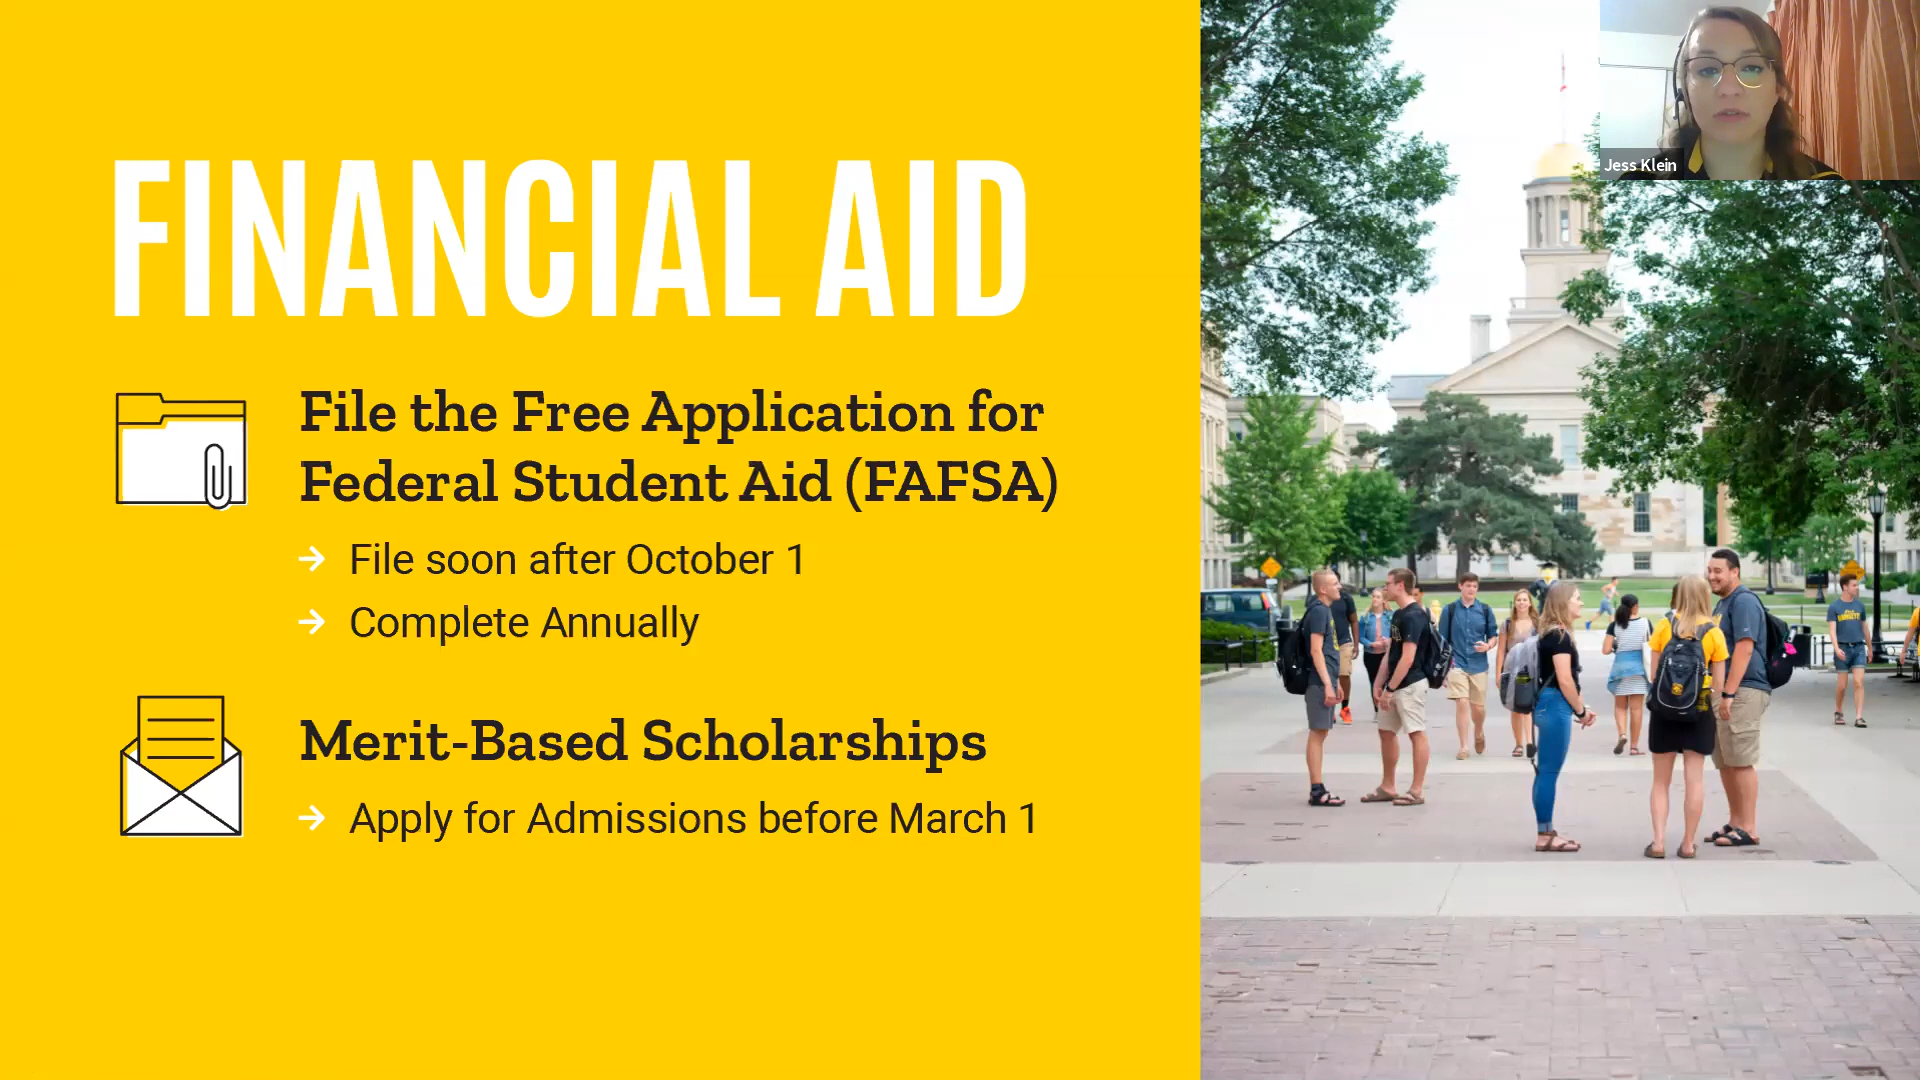 FINANCIAL AID
File the Free Application for
Federal Student Aid (FAFSA)
→ File soon after October 1
→ Complete Annually
Merit-Based Scholarships
→ Apply for Admissions before March 1
Jess Klein